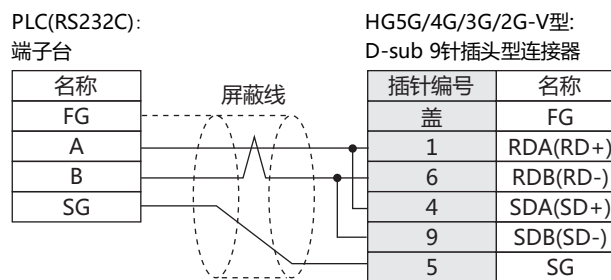 PLC(RS232C):
端子台
名称
FG
A
B
SG
屏蔽线
HG5G/4G/3G/2G-V型:
D-sub 9针插头型连接器
插针编号 名称
盖 FG
1 RDA(RD+)
6 RDB(RD-)
4 SDA(SD+)
9 SDB(SD-)
5 SG